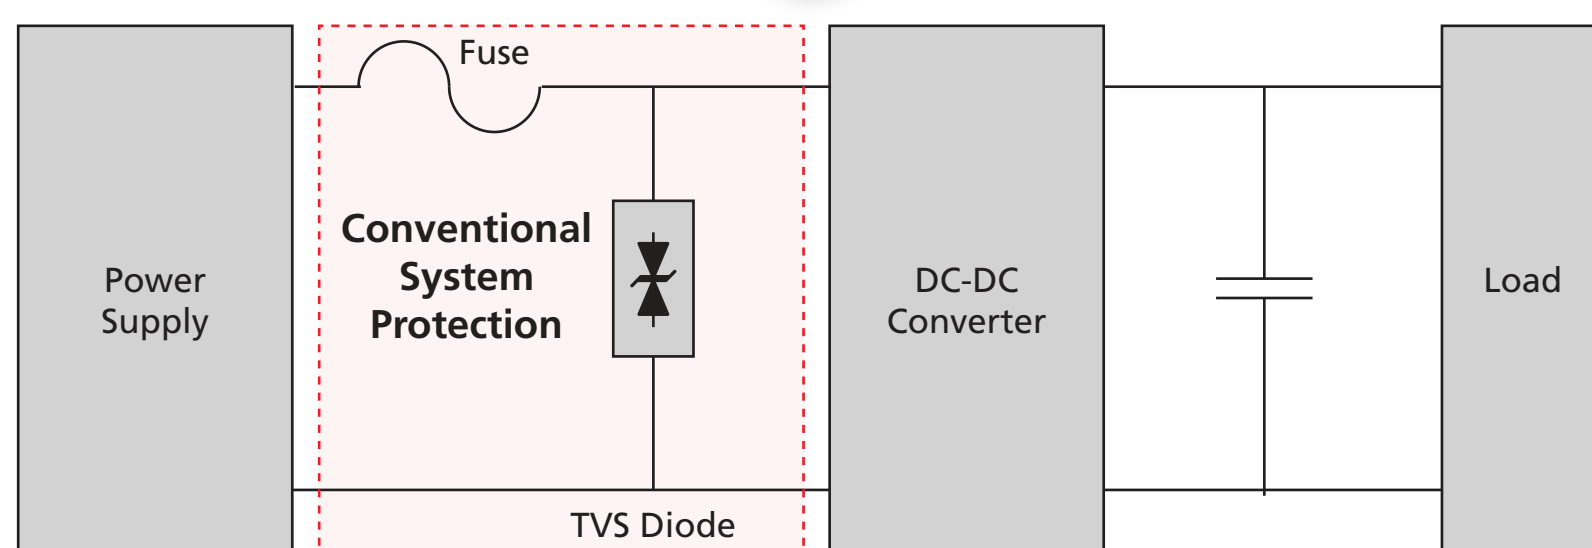 Fuse
Conventional
System
Protection
Power
Supply
DC-DC
Converter
Load
TVS Diode